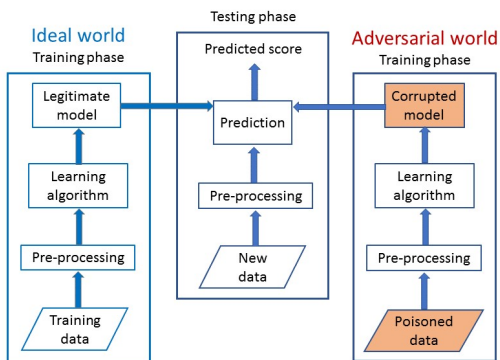 Ideal world
Training phase
Legitimate
model
Learning
algorithm
Pre-processing
Training
data
Testing phase
Predicted score
Prediction
Pre-processing
New
data
Adversarial world
Training phase
Corrupted
model
Learning
algorithm
Pre-processing
Poisoned
data